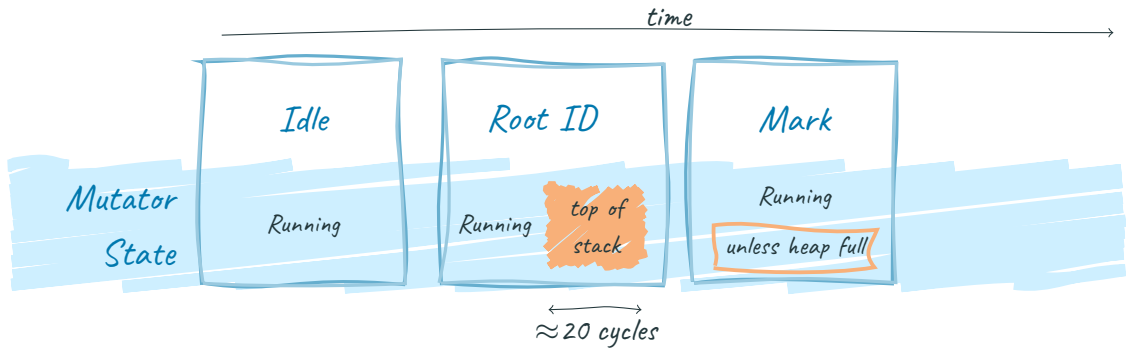 time
Idle
Root ID
Mark
Mutator
State
Running
Running
top of
stack
Running
unless heap full
≈20 cycles